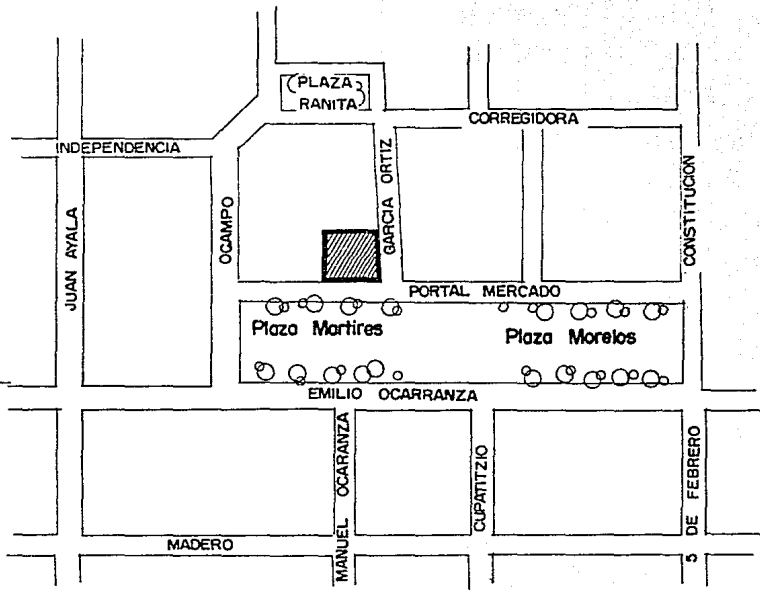 PLAZA
RANITA
CORREGIDORA
INDEPENDENCIA
GARCIA ORTIZ
CONSTITUCION
OCAMPO
JUAN AYALA
PORTAL MERCADO
Plaza Martires
Plaza Morelos
EMILIO OCARRANZA
MANUEL OCARANZA
CUPATITZIO
5 DE FEBRERO
MADERO